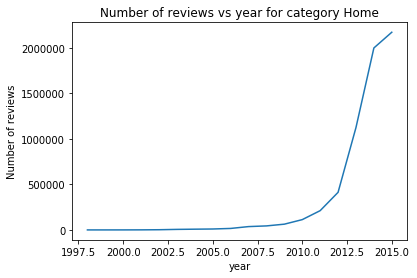 Number of reviews vs year for category Home
Number of reviews
2000000
1500000
1000000
500000
0
1997.5 2000.0 2002.5 2005.0 2007.5 2010.0 2012.5 2015.0
year